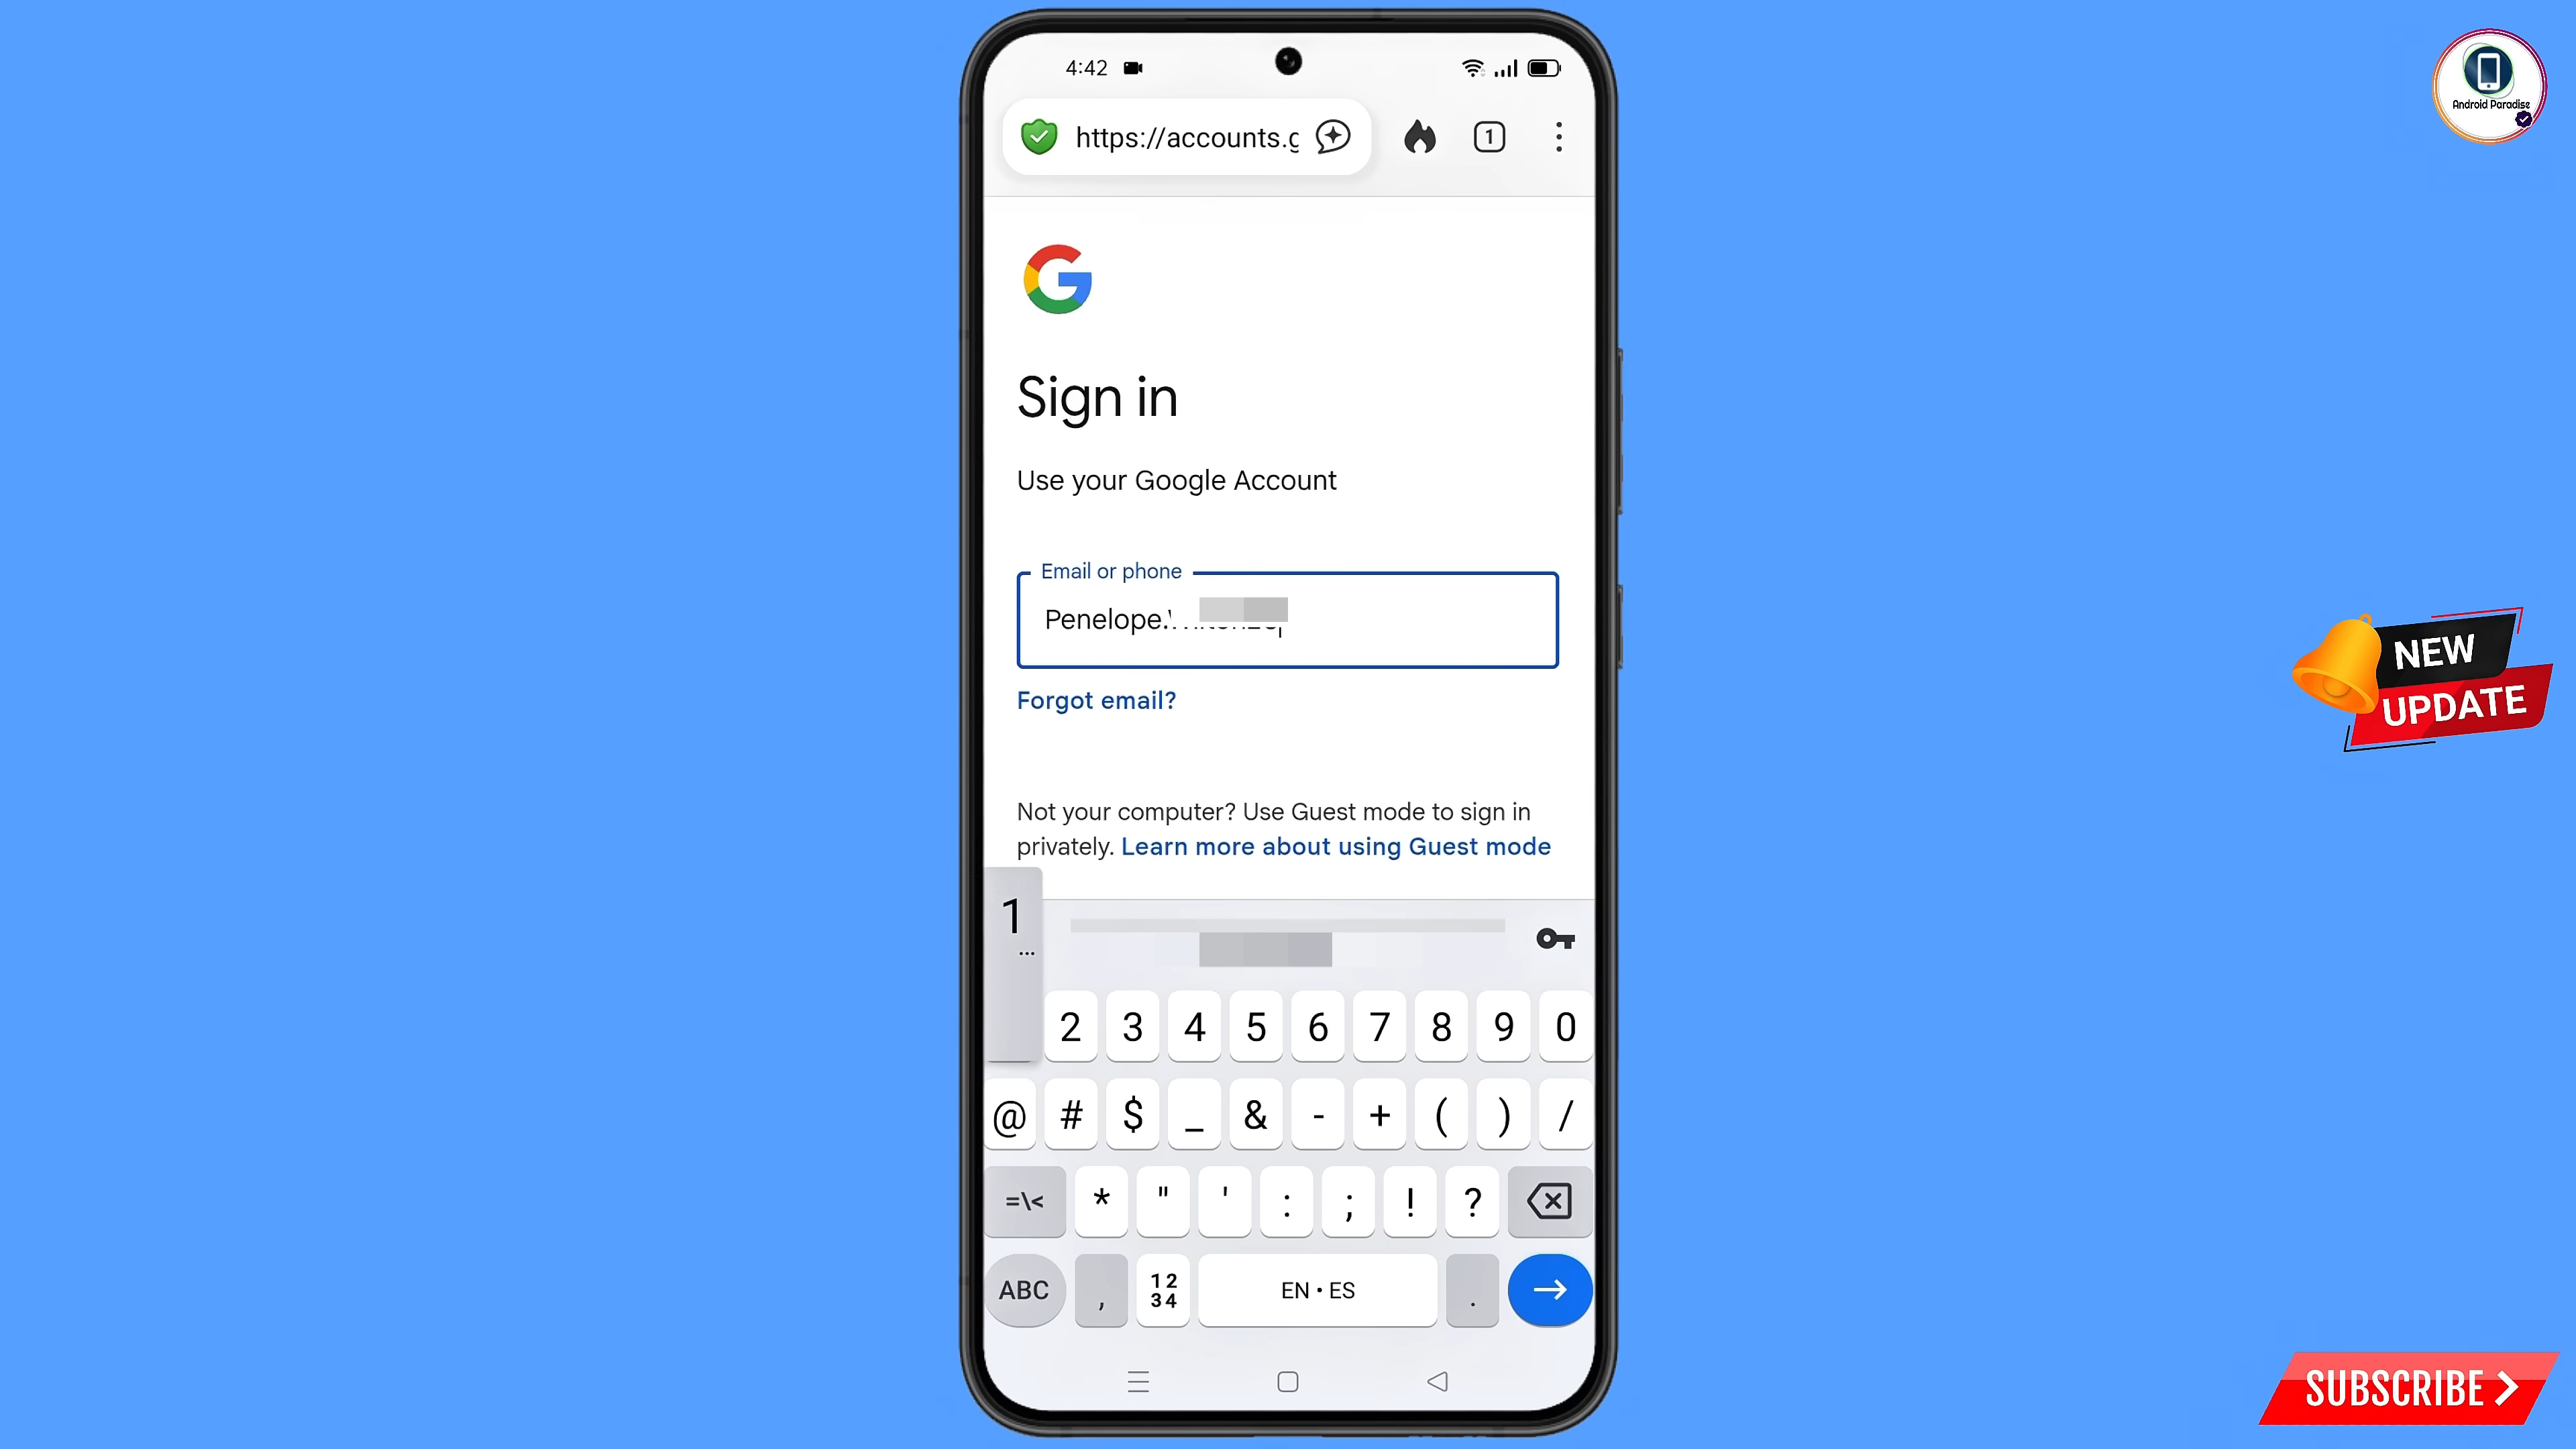 4:42
Android Paradise
https://accounts.g
1
Sign in
Use your Google Account
Email or phone
Penelope.
Forgot email?
NEW
UPDATE
Not your computer? Use Guest mode to sign in
privately. Learn more about using Guest mode
1
...
2 3 4 5 6 7 8 9 0
@ # $ _ & - + ( ) /
=\< * " ' : ; ! ?
ABC , 12 34 EN • ES .
SUBSCRIBE